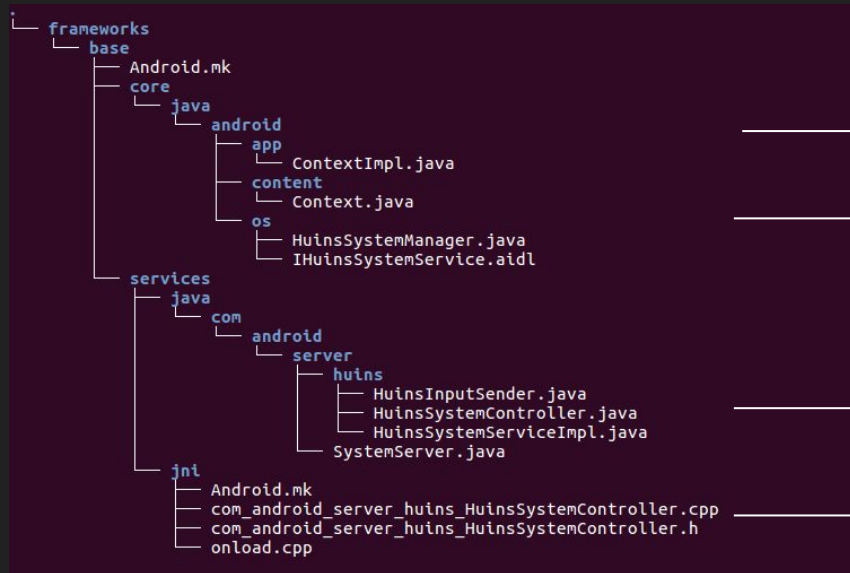 .
└── frameworks
    └── base
        ├── Android.mk
        ├── core
        │   └── java
        │       └── android
        │           ├── app
        │           │   └── ContextImpl.java
        │           ├── content
        │           │   └── Context.java
        │           └── os
        │               ├── HuinsSystemManager.java
        │               └── IHuinsSystemService.aidl
        └── services
            ├── java
            │   └── com
            │       └── android
            │           └── server
            │               ├── huins
            │               │   ├── HuinsInputSender.java
            │               │   ├── HuinsSystemController.java
            │               │   └── HuinsSystemServiceImpl.java
            │               └── SystemServer.java
            └── jni
                ├── Android.mk
                ├── com_android_server_huins_HuinsSystemController.cpp
                ├── com_android_server_huins_HuinsSystemController.h
                └── onload.cpp